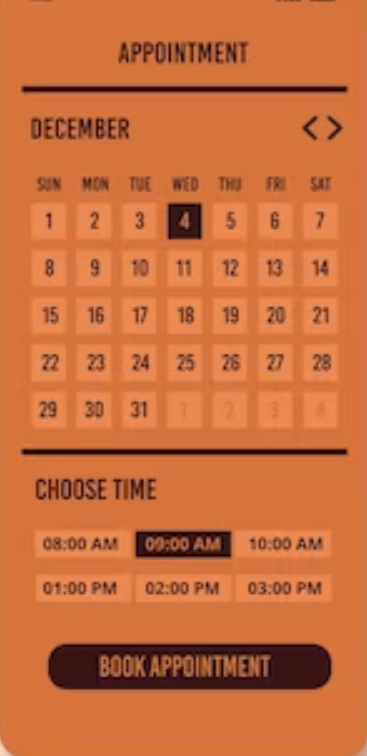 APPOINTMENT
DECEMBER < >
SUN MON TUE WED THU FRI SAT
1 2 3 4 5 6 7
8 9 10 11 12 13 14
15 16 17 18 19 20 21
22 23 24 25 26 27 28
29 30 31 1 2 3 4
CHOOSE TIME
08:00 AM 09:00 AM 10:00 AM
01:00 PM 02:00 PM 03:00 PM
BOOK APPOINTMENT